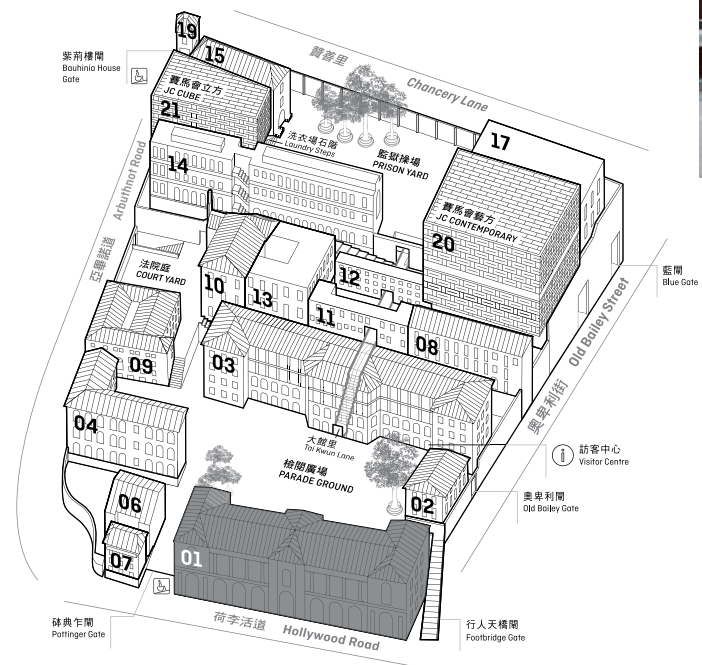 19
15
贊善里
Chancery Lane
紫荊樓閘
Bauhinia House
Gate
賽馬會立方
JC CUBE
21
洗衣場石階
Laundry Steps
監獄操場
PRISON YARD
17
14
賽馬會藝方
JC CONTEMPORARY
20
亞畢諾道 Arbuthnot Road
法院庭
COURT YARD
10
13
12
11
08
藍閘
Blue Gate
奧卑利街 Old Bailey Street
09
03
04
大館里
Tai Kwun Lane
檢閱廣場
PARADE GROUND
訪客中心
Visitor Centre
02
奧卑利閘
Old Bailey Gate
06
07
01
砵典乍閘
Pottinger Gate
荷李活道 Hollywood Road
行人天橋閘
Footbridge Gate